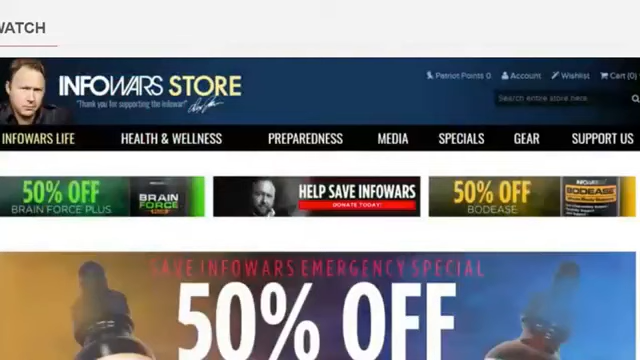 WATCH
INFOWARS STORE
"Thank you for supporting the Infowar!"
Patriot Points 0 Account Wishlist Cart (0)
Search entire store here...
INFOWARS LIFE HEALTH & WELLNESS PREPAREDNESS MEDIA SPECIALS GEAR SUPPORT US
50% OFF
BRAIN FORCE PLUS
BRAIN
FORCE
HELP SAVE INFOWARS
DONATE TODAY!
50% OFF
BODEASE
BODEASE
SAVE INFOWARS EMERGENCY SPECIAL
50% OFF